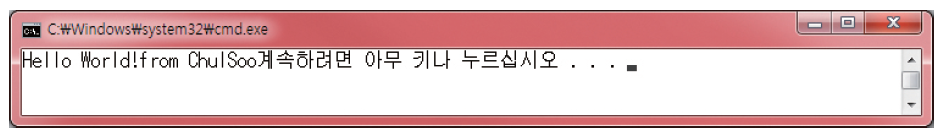 C:₩Windows₩system32₩cmd.exe
Hello World!from ChulSoo계속하려면 아무 키나 누르십시오 . . .